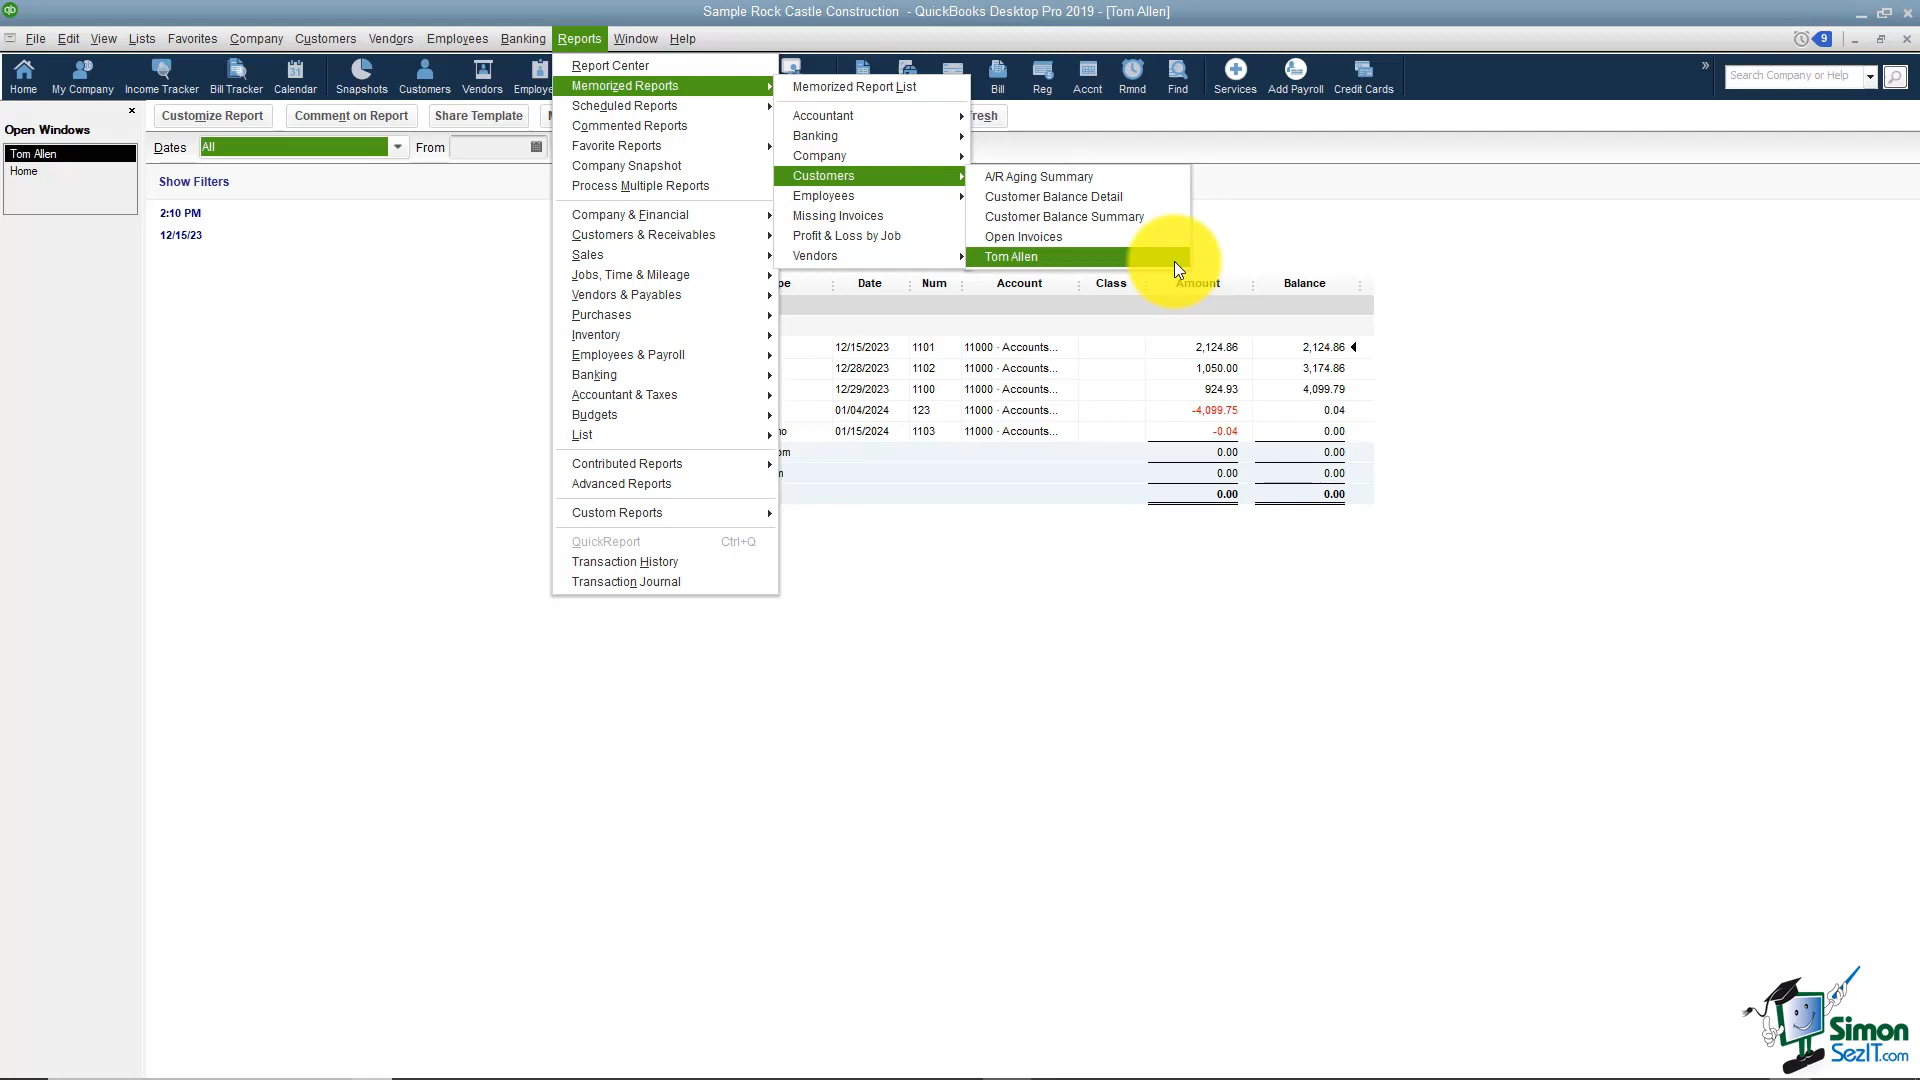 Sample Rock Castle Construction - QuickBooks Desktop Pro 2019 - [Tom Allen]
File Edit View Lists Favorites Company Customers Vendors Employees Banking Reports Window Help
9
Home My Company Income Tracker Bill Tracker Calendar Snapshots Customers Vendors Employe Bill Reg Accnt Rmnd Find Services Add Payroll Credit Cards
Search Company or Help
Open Windows
Tom Allen
Home
Customize Report Comment on Report Share Template
resh
Dates All From
Show Filters
2:10 PM
12/15/23
Report Center
Memorized Reports
Scheduled Reports
Commented Reports
Favorite Reports
Company Snapshot
Process Multiple Reports
Company & Financial
Customers & Receivables
Sales
Jobs, Time & Mileage
Vendors & Payables
Purchases
Inventory
Employees & Payroll
Banking
Accountant & Taxes
Budgets
List
Contributed Reports
Advanced Reports
Custom Reports
QuickReport Ctrl+Q
Transaction History
Transaction Journal
Memorized Report List
Accountant
Banking
Company
Customers
Employees
Missing Invoices
Profit & Loss by Job
Vendors
A/R Aging Summary
Customer Balance Detail
Customer Balance Summary
Open Invoices
Tom Allen
pe Date Num Account Class Amount Balance
12/15/2023 1101 11000 · Accounts... 2,124.86 2,124.86
12/28/2023 1102 11000 · Accounts... 1,050.00 3,174.86
12/29/2023 1100 11000 · Accounts... 924.93 4,099.79
01/04/2024 123 11000 · Accounts... -4,099.75 0.04
no 01/15/2024 1103 11000 · Accounts... -0.04 0.00
om 0.00 0.00
0.00 0.00
0.00 0.00
Simon
SezIT.com